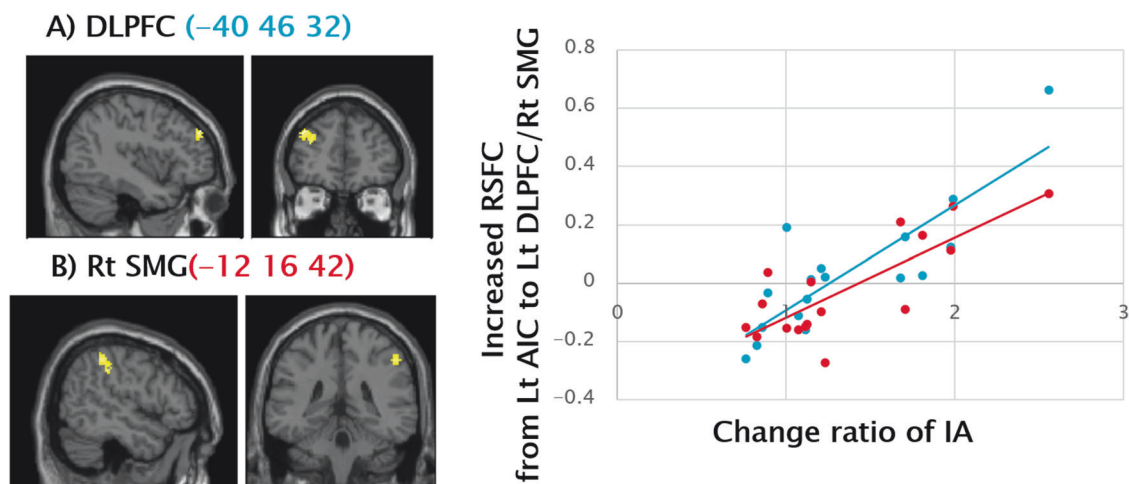 A) DLPFC (−40 46 32)
B) Rt SMG(−12 16 42)
Increased RSFC
from Lt AIC to Lt DLPFC/Rt SMG
0.8
0.6
0.4
0.2
0
−0.2
−0.4
0
1
2
3
Change ratio of IA